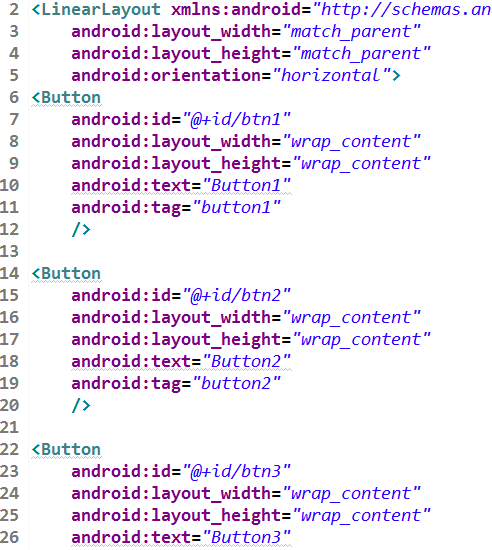 2 <LinearLayout xmlns:android="http://schemas.an
3     android:layout_width="match_parent"
4     android:layout_height="match_parent"
5     android:orientation="horizontal">
6 <Button
7     android:id="@+id/btn1"
8     android:layout_width="wrap_content"
9     android:layout_height="wrap_content"
10     android:text="Button1"
11     android:tag="button1"
12     />
13
14 <Button
15     android:id="@+id/btn2"
16     android:layout_width="wrap_content"
17     android:layout_height="wrap_content"
18     android:text="Button2"
19     android:tag="button2"
20     />
21
22 <Button
23     android:id="@+id/btn3"
24     android:layout_width="wrap_content"
25     android:layout_height="wrap_content"
26     android:text="Button3"